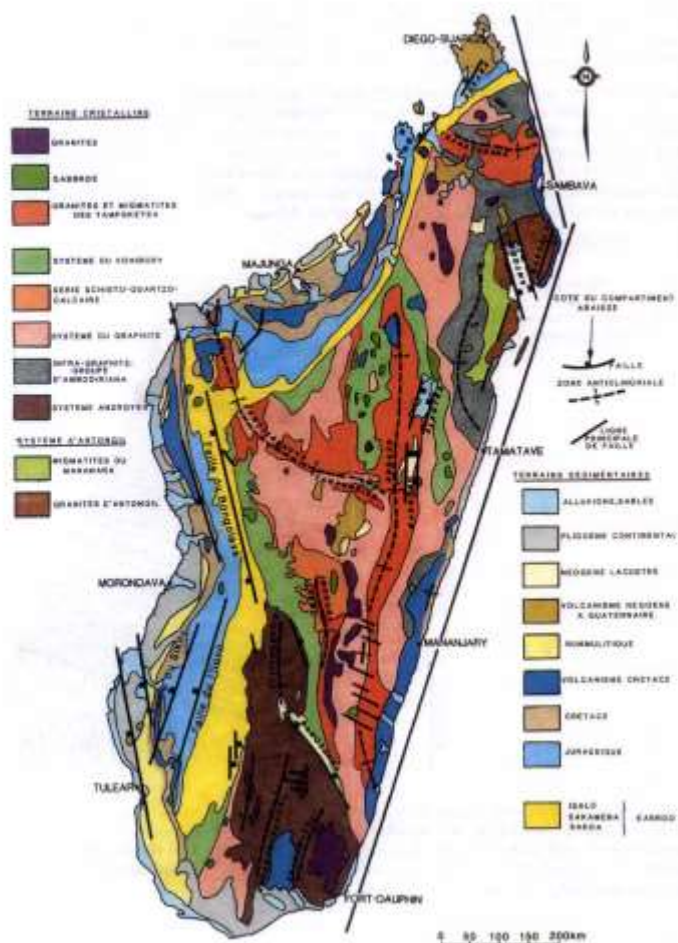 DIEGO-SUAREZ
N
TERRAINS CRISTALLINS
GRANITES
GABBROS
GRANITES ET MIGMATITES
DES TAMPOKETSA
SYSTEME DU VOHIBORY
SERIE SCHISTO-QUARTZO-
CALCAIRE
SYSTEME DU GRAPHITE
INFRA-GRAPHITE:
GROUPE
D'AMBODIRIANA
SYSTEME ANDROYEN
SYSTEME D'ANTONGIL
MIGMATITES DU
MANANARA
GRANITES D'ANTONGIL
SAMBAVA
MAJUNGA
COTE DU COMPARTIMENT
ABAISSE
FAILLE
ZONE ANTICLINORIALE
LIGNE
PRINCIPALE
DE FAILLE
TAMATAVE
TERRAINS SEDIMENTAIRES
ALLUVIONS, SABLES
PLIOCENE CONTINENTAL
NEOGENE LACUSTRE
VOLCANISME NEOGENE
A QUATERNAIRE
NUMMULITIQUE
VOLCANISME CRETACE
CRETACE
JURASSIQUE
ISALO
SAKAMENA
SAKOA
KARROO
Faille du Bongolava
MORONDAVA
MANANJARY
TULEAR
FORT-DAUPHIN
0 50 100 150 200km